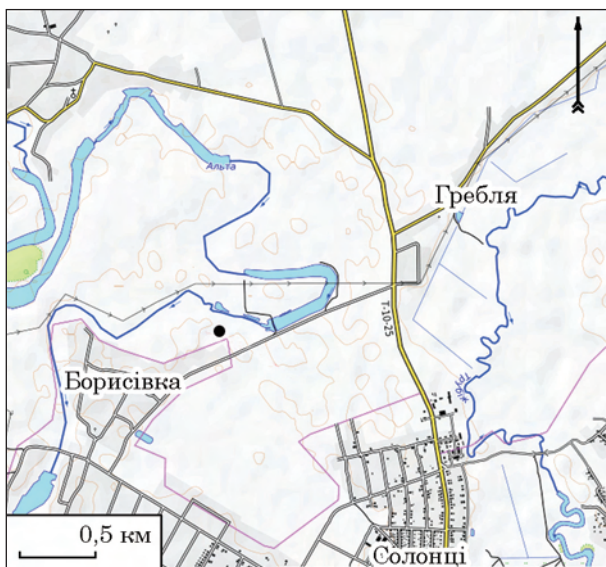 Альта
Гребля
Т-10-25
Трубіж
Борисівка
0,5 км
Солонці